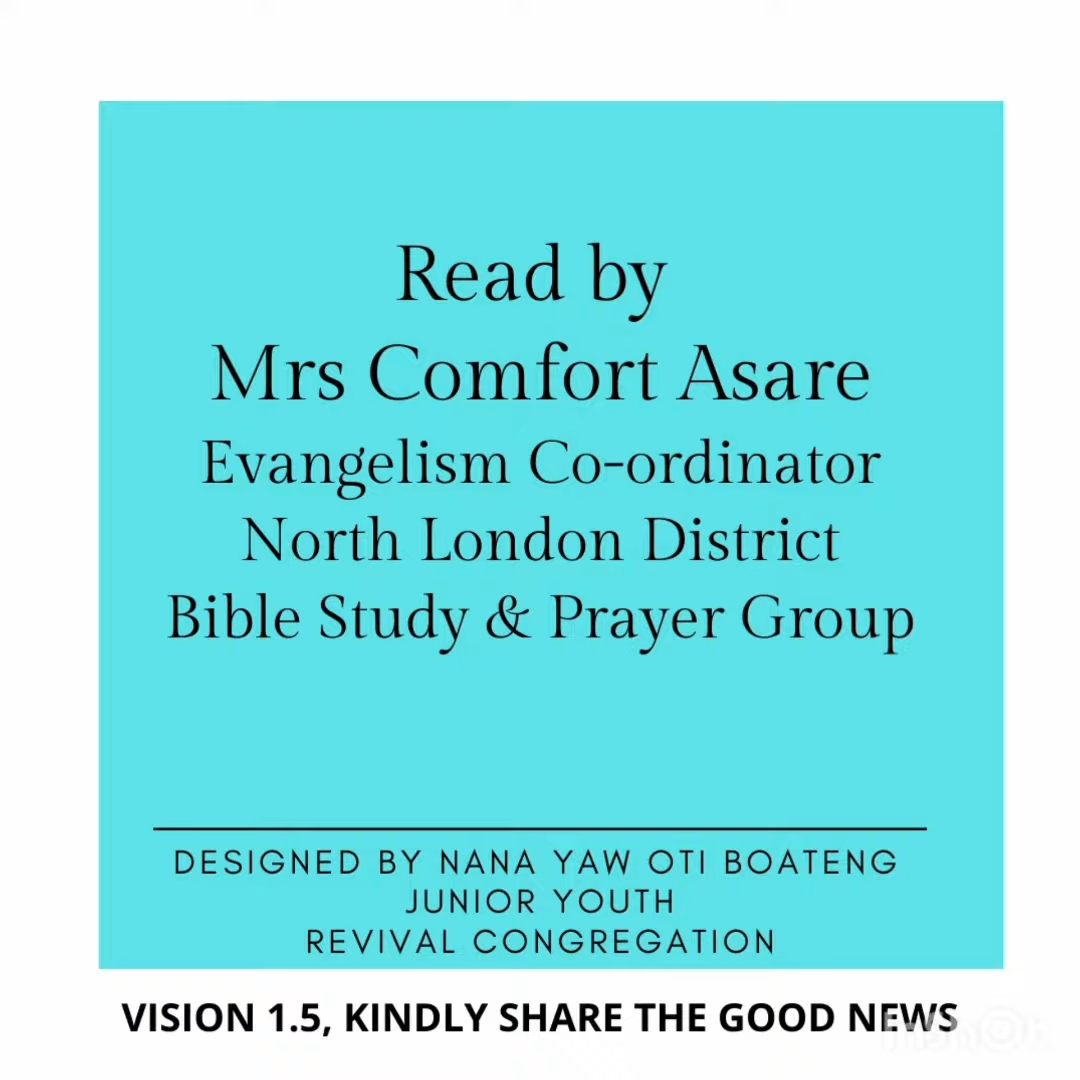 Read by
Mrs Comfort Asare
Evangelism Co-ordinator
North London District
Bible Study & Prayer Group
DESIGNED BY NANA YAW OTI BOATENG
JUNIOR YOUTH
REVIVAL CONGREGATION
VISION 1.5, KINDLY SHARE THE GOOD NEWS
InShOt